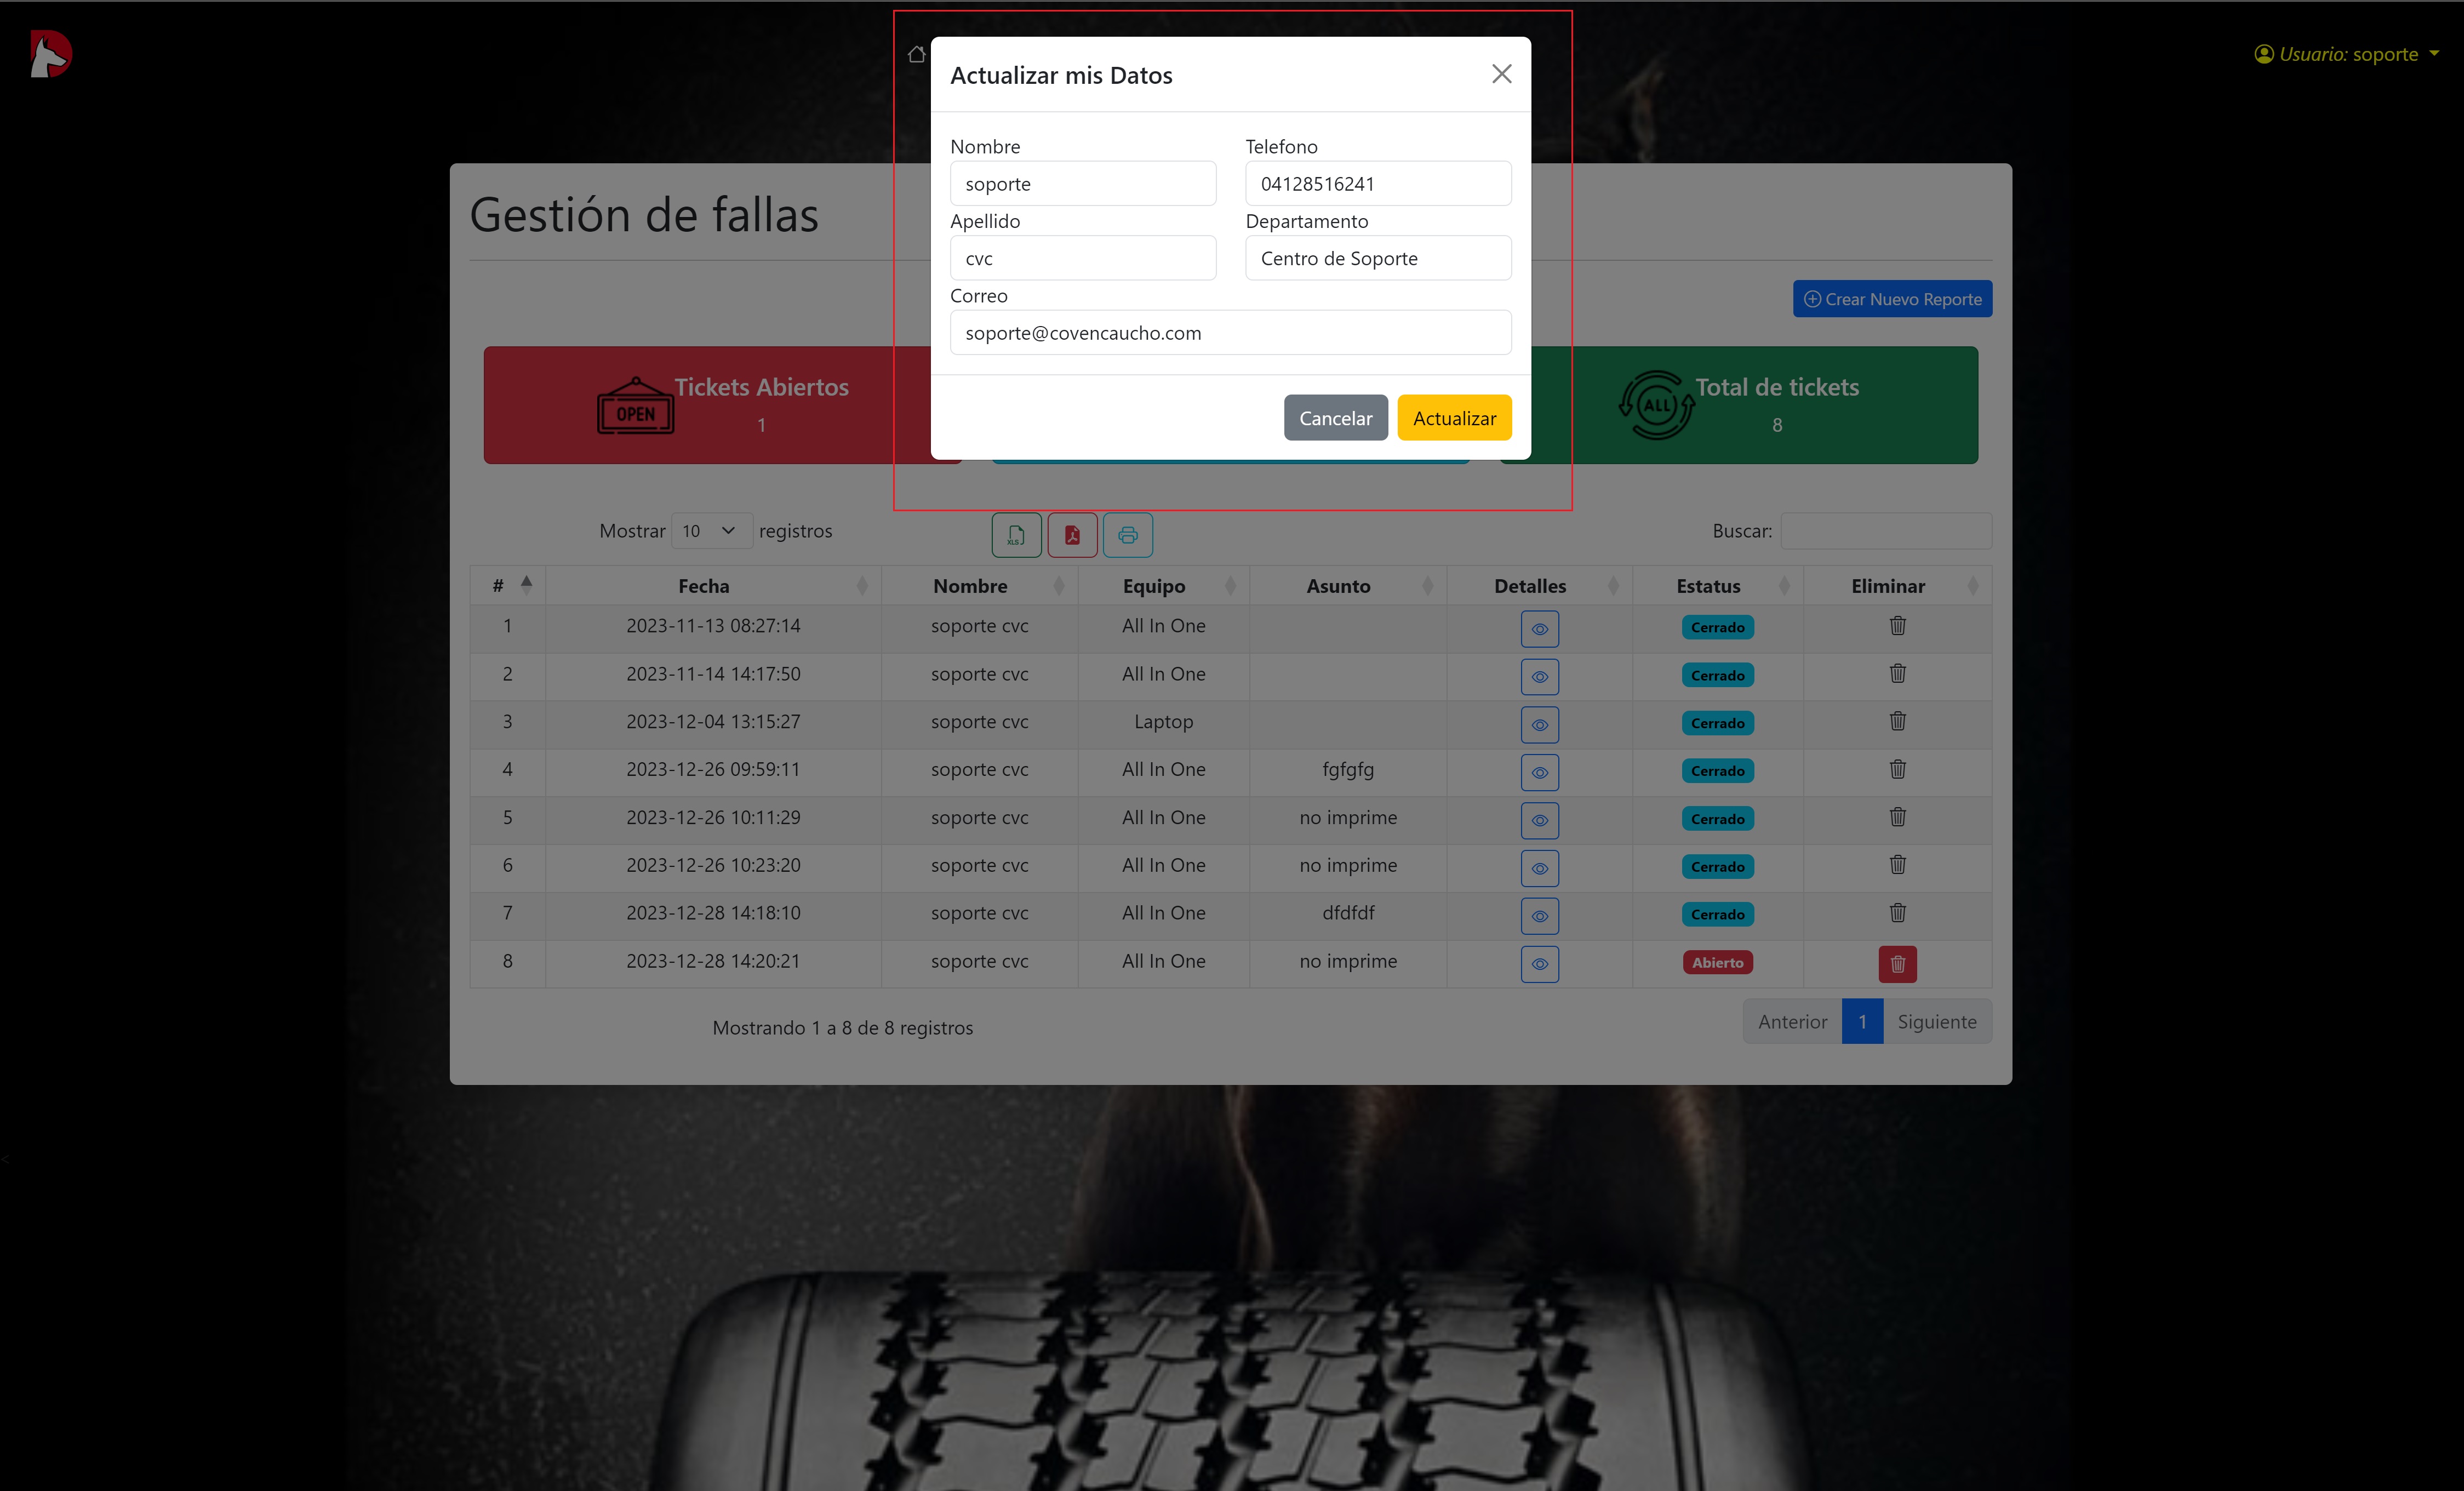 Usuario: soporte
Actualizar mis Datos
Nombre
Telefono
soporte
04128516241
Apellido
Departamento
cvc
Centro de Soporte
Correo
soporte@covencaucho.com
Cancelar
Actualizar
Gestión de fallas
Crear Nuevo Reporte
OPEN
Tickets Abiertos
1
ALL
Total de tickets
8
Mostrar 10 registros
XLS
Buscar:
# Fecha Nombre Equipo Asunto Detalles Estatus Eliminar
1 2023-11-13 08:27:14 soporte cvc All In One Cerrado
2 2023-11-14 14:17:50 soporte cvc All In One Cerrado
3 2023-12-04 13:15:27 soporte cvc Laptop Cerrado
4 2023-12-26 09:59:11 soporte cvc All In One fgfgfg Cerrado
5 2023-12-26 10:11:29 soporte cvc All In One no imprime Cerrado
6 2023-12-26 10:23:20 soporte cvc All In One no imprime Cerrado
7 2023-12-28 14:18:10 soporte cvc All In One dfdfdf Cerrado
8 2023-12-28 14:20:21 soporte cvc All In One no imprime Abierto
Mostrando 1 a 8 de 8 registros
Anterior 1 Siguiente
<